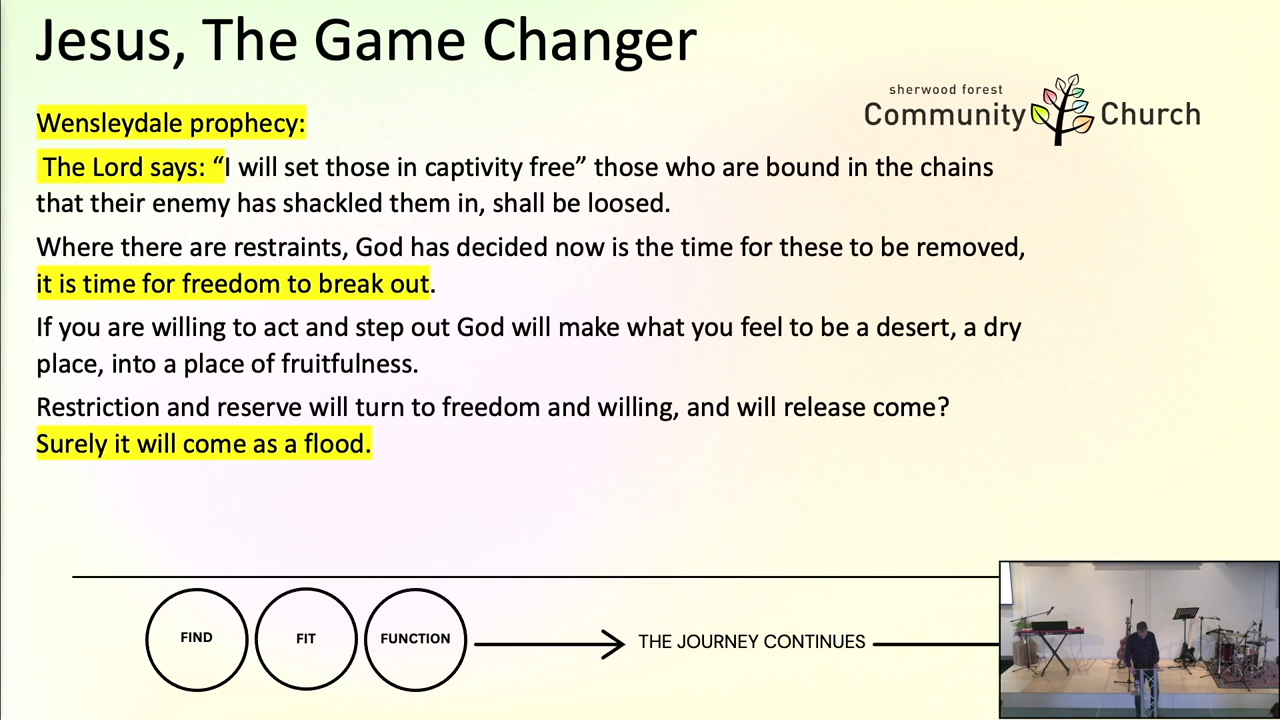 Jesus, The Game Changer
sherwood forest
Community Church
Wensleydale prophecy:
The Lord says: “I will set those in captivity free” those who are bound in the chains
that their enemy has shackled them in, shall be loosed.
Where there are restraints, God has decided now is the time for these to be removed,
it is time for freedom to break out.
If you are willing to act and step out God will make what you feel to be a desert, a dry
place, into a place of fruitfulness.
Restriction and reserve will turn to freedom and willing, and will release come?
Surely it will come as a flood.
FIND FIT FUNCTION THE JOURNEY CONTINUES